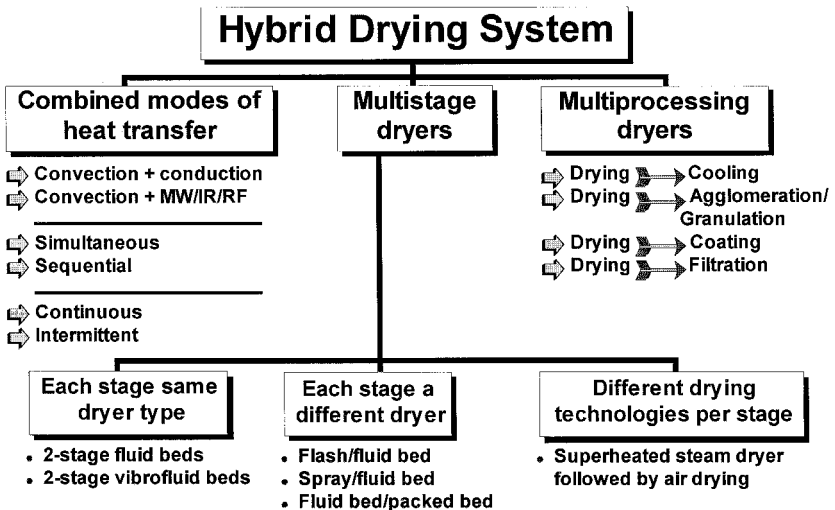 Hybrid Drying System
Combined modes of
heat transfer
Convection + conduction
Convection + MW/IR/RF
Simultaneous
Sequential
Continuous
Intermittent
Multistage
dryers
Multiprocessing
dryers
Drying Cooling
Drying Agglomeration/
Granulation
Drying Coating
Drying Filtration
Each stage same
dryer type
• 2-stage fluid beds
• 2-stage vibrofluid beds
Each stage a
different dryer
• Flash/fluid bed
• Spray/fluid bed
• Fluid bed/packed bed
Different drying
technologies per stage
• Superheated steam dryer
followed by air drying